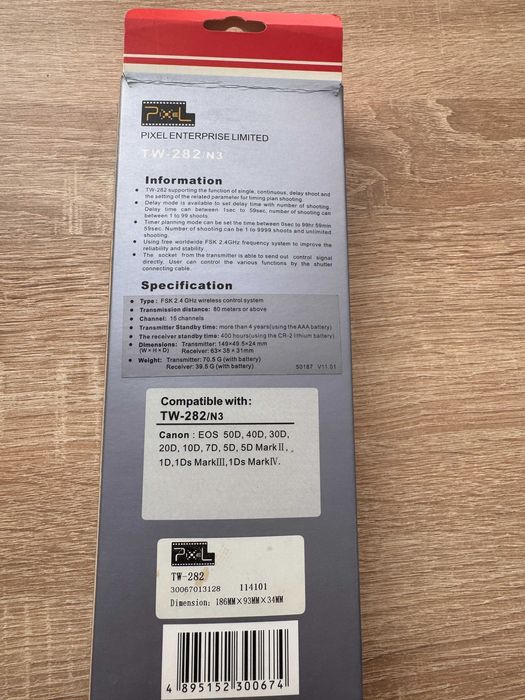 PIXEL
PIXEL ENTERPRISE LIMITED
TW-282/N3
Information
• TW-282 supporting the function of single, continuous, delay shoot and
the setting of the related parameter for timing plan shooting.
• Delay mode is available to set delay time with number of shooting.
Delay time can between 1sec to 59sec, number of shooting can
between 1 to 99 shoots.
• Timer planning mode can be set the time between 0sec to 99hr 59min
59sec. Number of shooting can be 1 to 9999 shoots and unlimited
shooting.
• Using free worldwide FSK 2.4GHz frequency system to improve the
reliability and stability.
• The socket from the transmitter is able to send out control signal
directly. User can control the various functions by the shutter
connecting cable.
Specification
• Type: FSK 2.4 GHz wireless control system
• Transmission distance: 80 meters or above
• Channel: 15 channels
• Transmitter Standby time: more than 4 years(using the AAA battery)
• The receiver standby time: 400 hours(using the CR-2 lithium battery)
• Dimensions: Transmitter: 149×49.5×24 mm
(W×H×D) Receiver: 63×38×31mm
• Weight: Transmitter: 70.5 G (with battery)
Receiver: 39.5 G (with battery)
50187 V11.01
Compatible with:
TW-282/N3
Canon : EOS 50D, 40D, 30D,
20D, 10D, 7D, 5D, 5D MarkⅡ,
1D,1Ds MarkⅢ,1Ds MarkⅣ.
PIXEL
TW-282
30067013128 114101
Dimension: 186MM×93MM×34MM
4 895152 300674